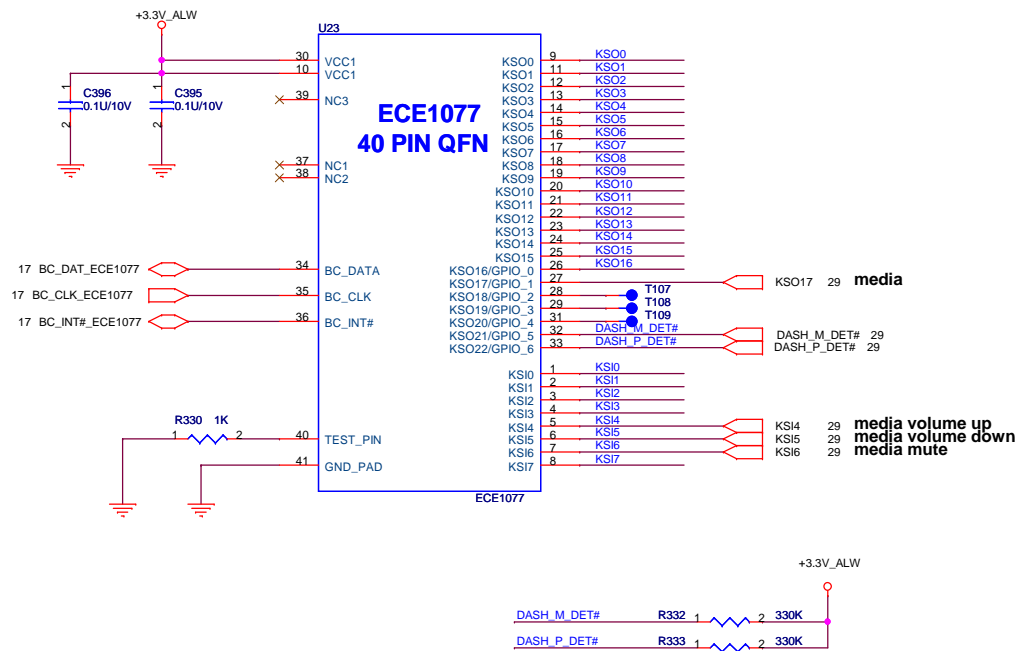 +3.3V_ALW
U23
30 VCC1
10 VCC1
39 NC3
37 NC1
38 NC2
1 C396 0.1U/10V 2
1 C395 0.1U/10V 2
ECE1077
40 PIN QFN
KSO0 9 KSO0
KSO1 11 KSO1
KSO2 12 KSO2
KSO3 13 KSO3
KSO4 14 KSO4
KSO5 15 KSO5
KSO6 16 KSO6
KSO7 17 KSO7
KSO8 18 KSO8
KSO9 19 KSO9
KSO10 20 KSO10
KSO11 21 KSO11
KSO12 22 KSO12
KSO13 23 KSO13
KSO14 24 KSO14
KSO15 25 KSO15
KSO16/GPIO_0 26 KSO16
KSO17/GPIO_1 27 KSO17 29 media
KSO18/GPIO_2 28 T107
KSO19/GPIO_3 29 T108
KSO20/GPIO_4 31 T109
KSO21/GPIO_5 32 DASH_M_DET# DASH_M_DET# 29
KSO22/GPIO_6 33 DASH_P_DET# DASH_P_DET# 29
17 BC_DAT_ECE1077 34 BC_DATA
17 BC_CLK_ECE1077 35 BC_CLK
17 BC_INT#_ECE1077 36 BC_INT#
KSI0 1 KSI0
KSI1 2 KSI1
KSI2 3 KSI2
KSI3 4 KSI3
KSI4 5 KSI4 KSI4 29 media volume up
KSI5 6 KSI5 KSI5 29 media volume down
KSI6 7 KSI6 KSI6 29 media mute
KSI7 8 KSI7
R330 1K
1 2 40 TEST_PIN
41 GND_PAD
ECE1077
+3.3V_ALW
DASH_M_DET# R332 1 2 330K
DASH_P_DET# R333 1 2 330K